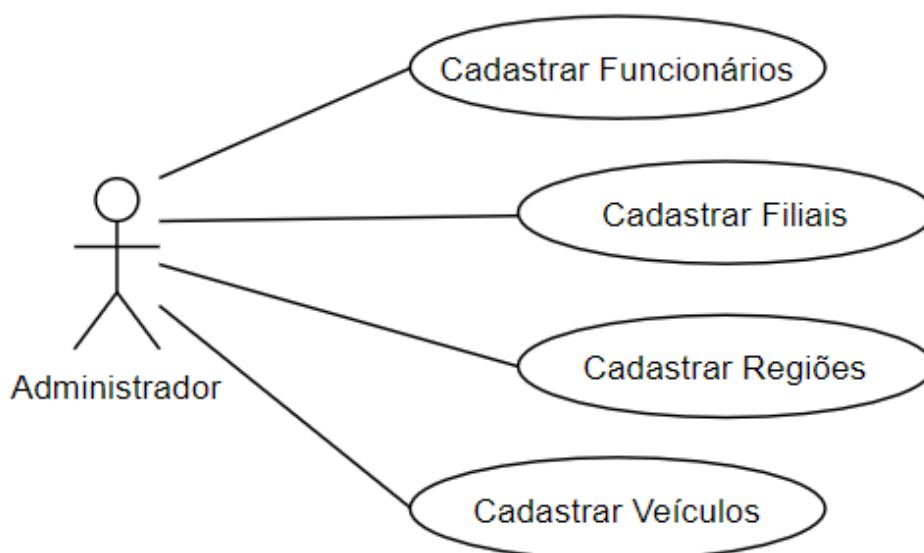 Cadastrar Funcionários
Cadastrar Filiais
Cadastrar Regiões
Administrador
Cadastrar Veículos